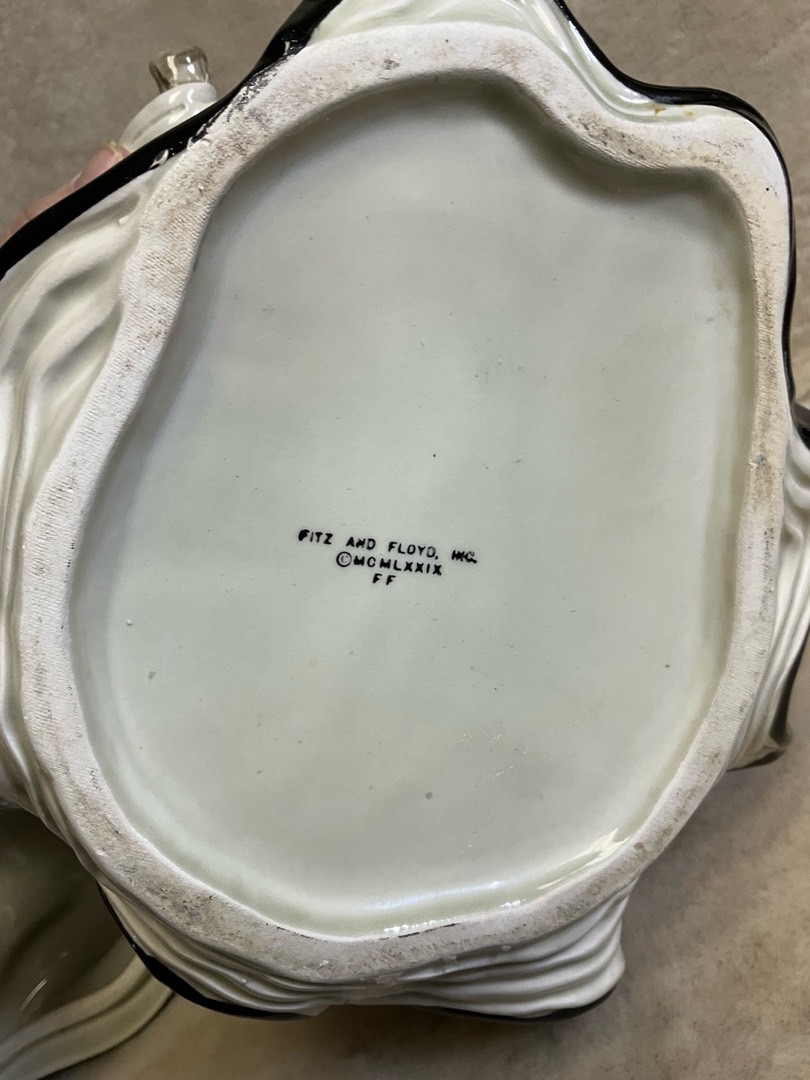 FITZ AND FLOYD, INC.
©MCMLXXIX
FF